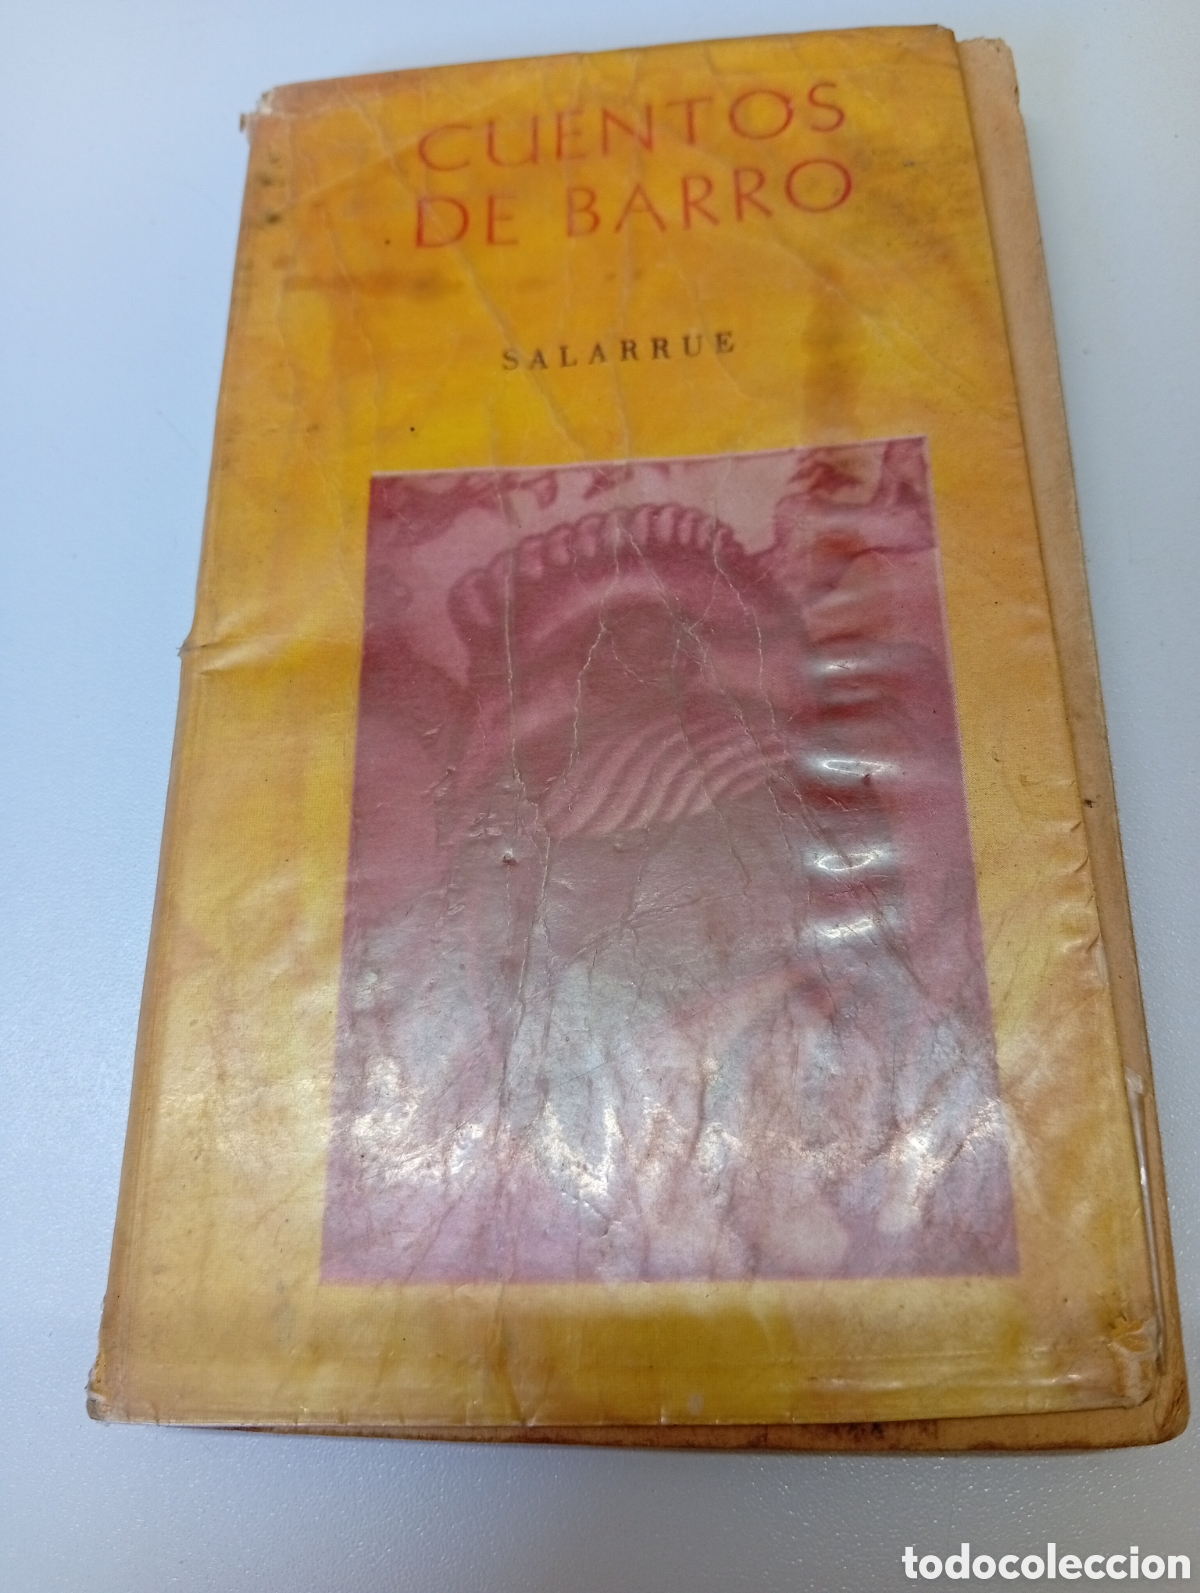 CUENTOS
DE BARRO
SALARRUE
todocoleccion